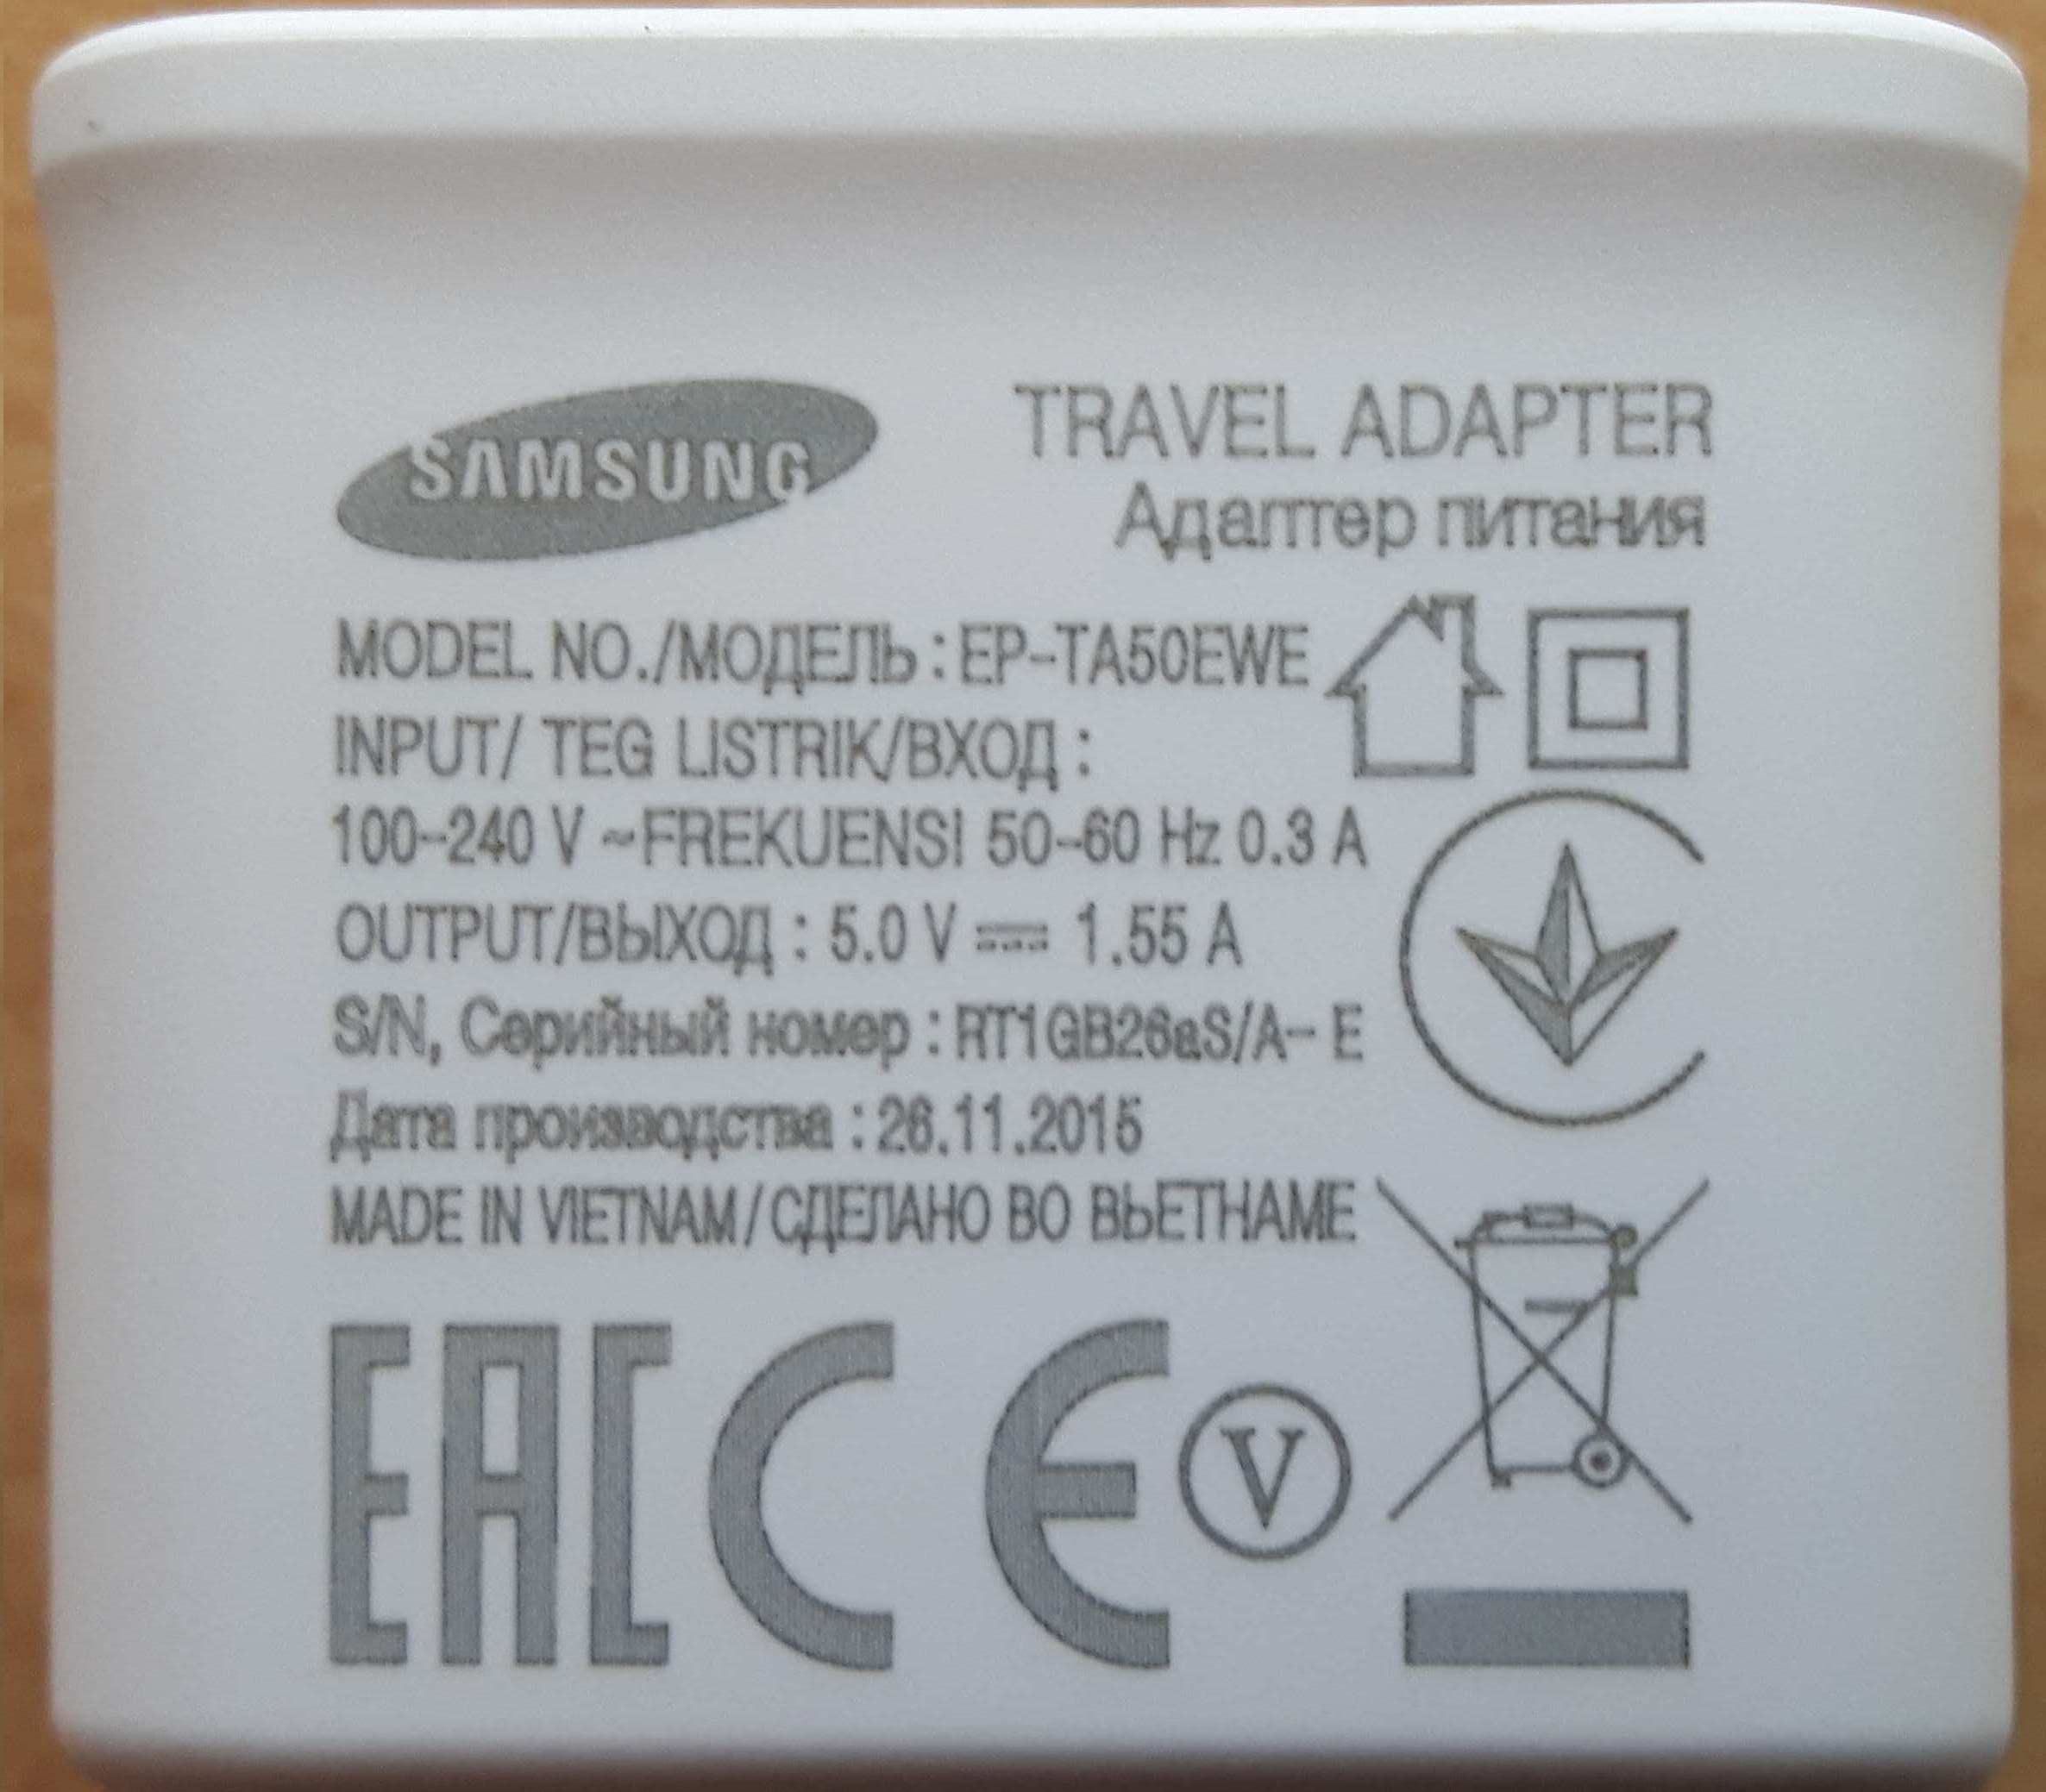 SAMSUNG
TRAVEL ADAPTER
Адаптер питания
MODEL NO./МОДЕЛЬ : EP-TA50EWE
INPUT/ TEG LISTRIK/ВХОД :
100-240 V ~FREKUENSI 50-60 Hz 0.3 A
OUTPUT/ВЫХОД : 5.0 V ⎓ 1.55 A
S/N, Серийный номер : RT1GB26aS/A- E
Дата производства : 26.11.2015
MADE IN VIETNAM/СДЕЛАНО ВО ВЬЕТНАМЕ
EAC CE V